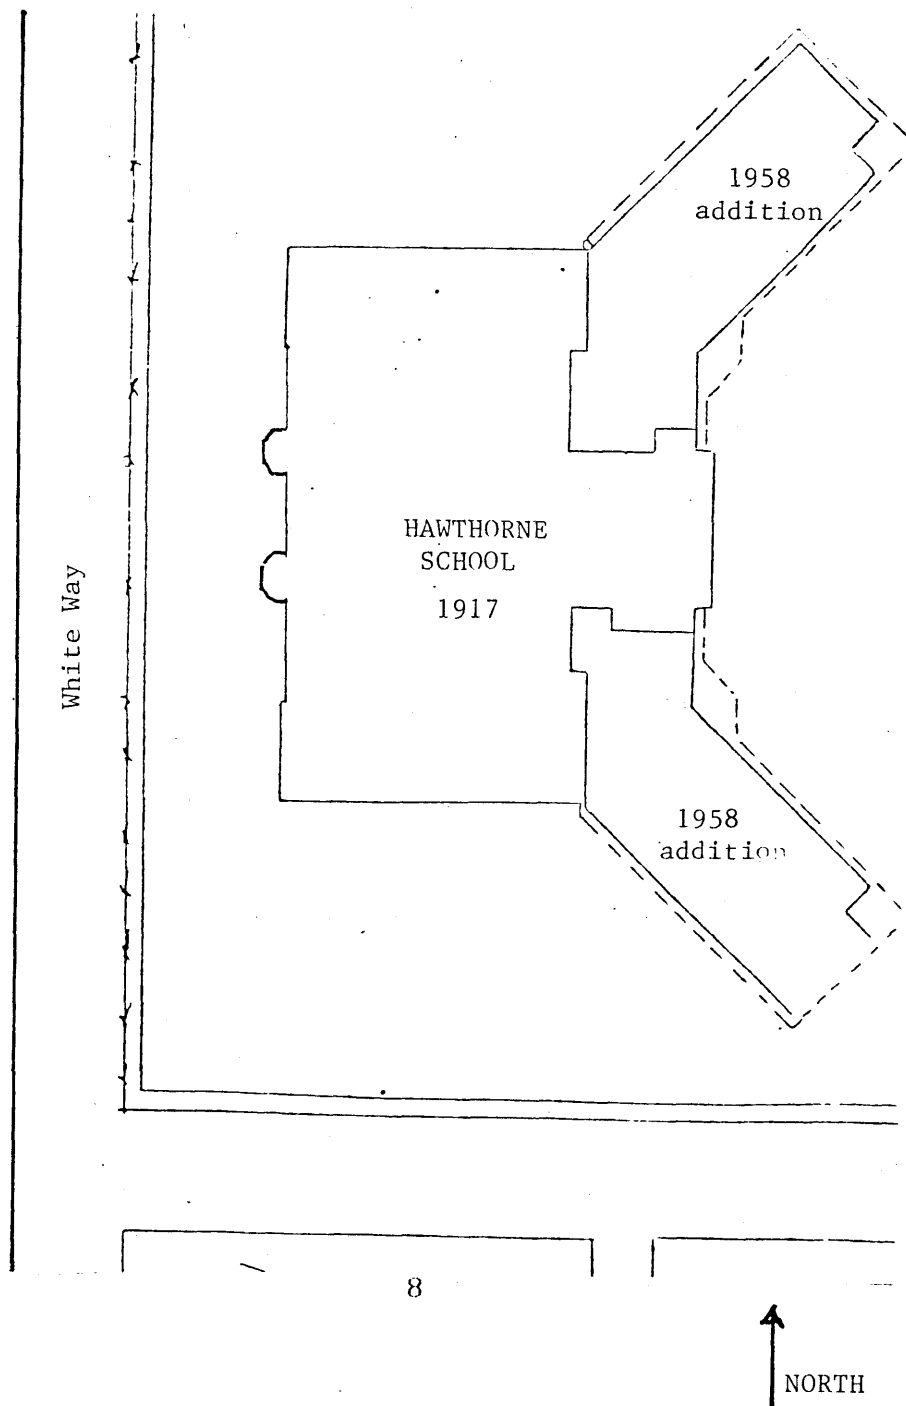 1958
addition
HAWTHORNE
SCHOOL
1917
White Way
1958
addition
8
NORTH